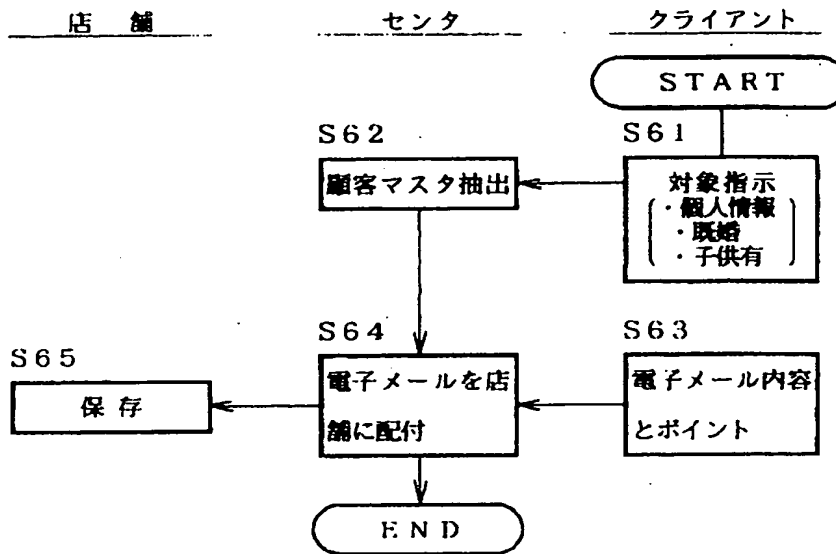 店舗
センタ
クライアント
START
S62
S61
顧客マスタ抽出
対象指示
・個人情報
・既婚
・子供有
S64
S63
S65
電子メールを店
舗に配付
電子メール内容
とポイント
保存
END